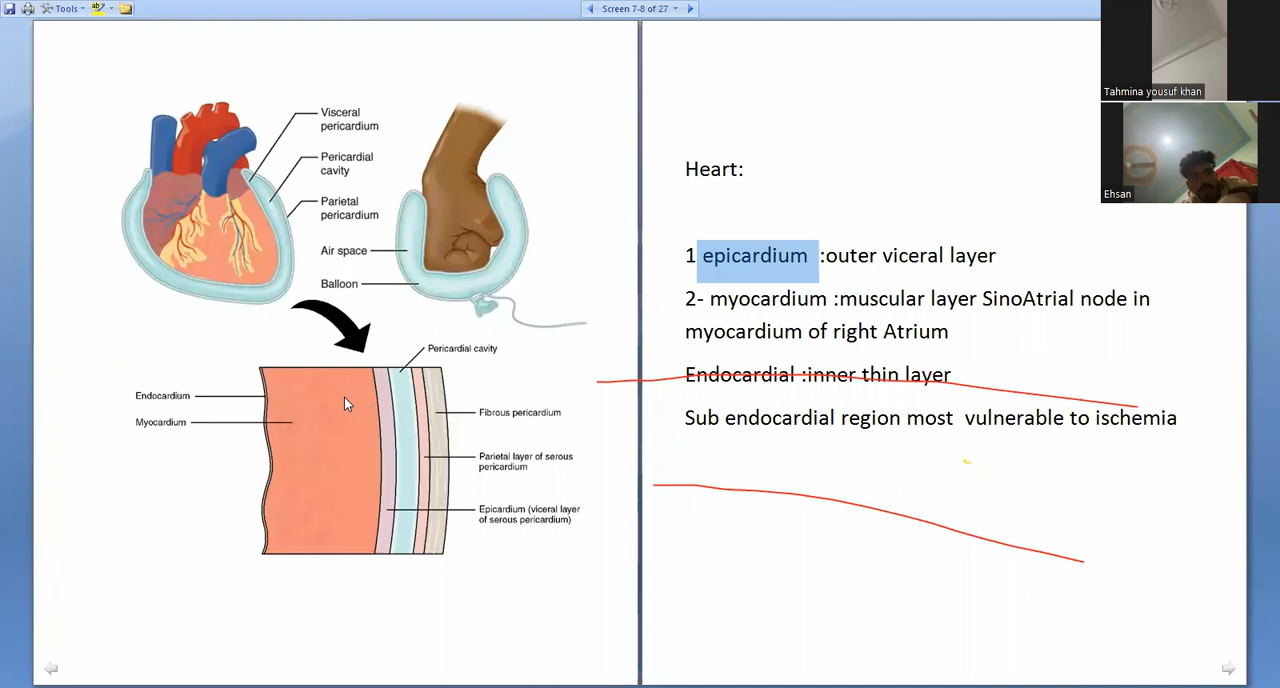 Tools
Screen 7-8 of 27
Visceral
pericardium
Pericardial
cavity
Parietal
pericardium
Air space
Balloon
Pericardial cavity
Endocardium
Myocardium
Fibrous pericardium
Parietal layer of serous
pericardium
Epicardium (viceral layer
of serous pericardium)
Heart:
1 epicardium :outer viceral layer
2- myocardium :muscular layer SinoAtrial node in
myocardium of right Atrium
Endocardial :inner thin layer
Sub endocardial region most vulnerable to ischemia
Tahmina yousuf khan
Ehsan